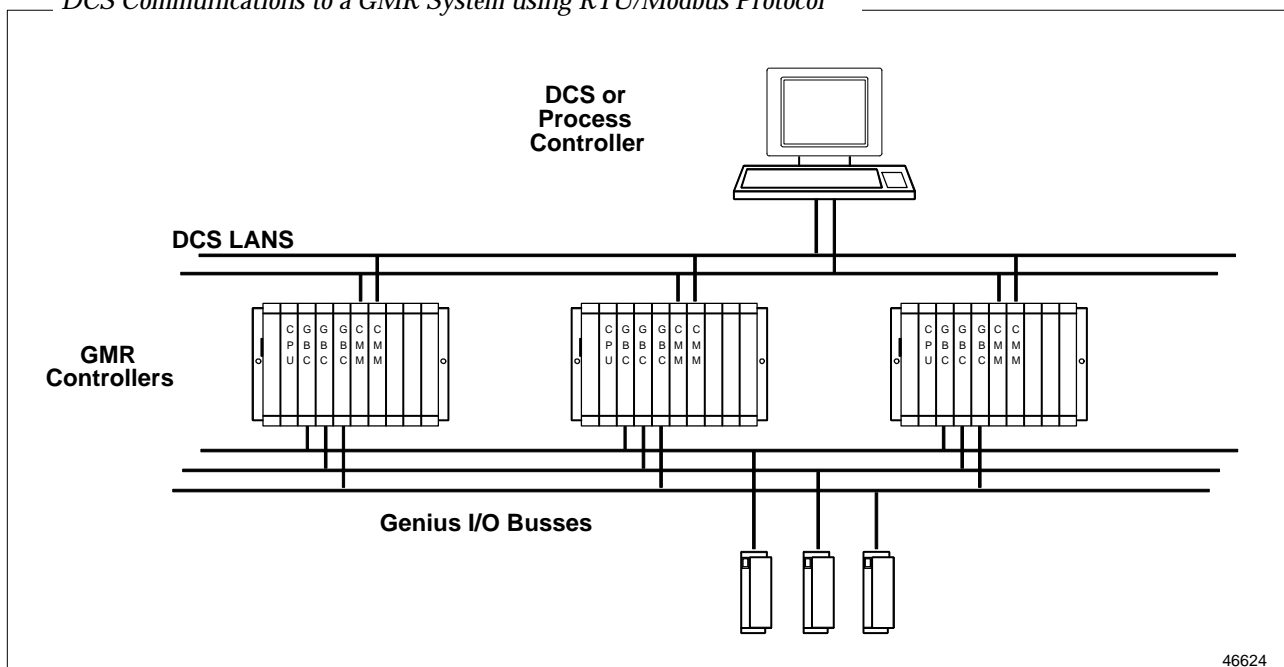 DCS Communications to a GMR System using RTU/Modbus Protocol
DCS or
Process
Controller
DCS LANS
GMR
Controllers
C G G G C C
P B B B M M
U C C C M M
C G G G C C
P B B B M M
U C C C M M
C G G G C C
P B B B M M
U C C C M M
Genius I/O Busses
46624